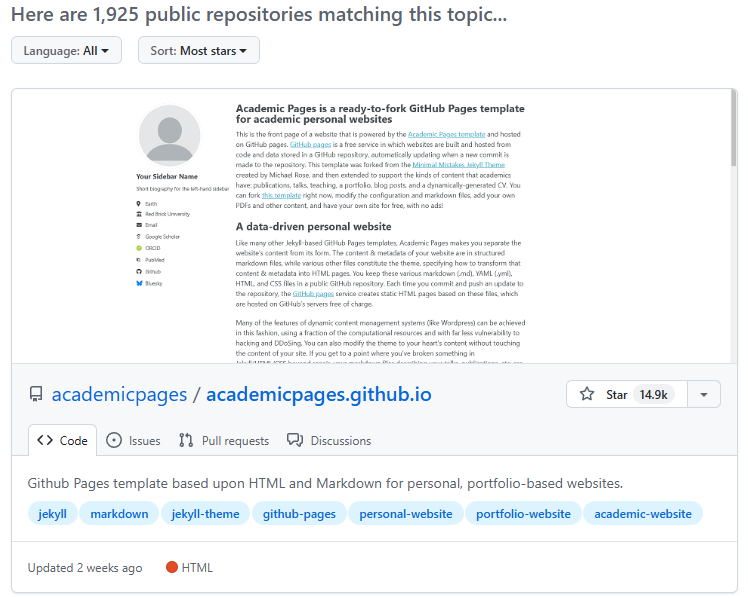 Here are 1,925 public repositories matching this topic...
Language: All
Sort: Most stars
Academic Pages is a ready-to-fork GitHub Pages template
for academic personal websites
This is the front page of a website that is powered by the Academic Pages template and hosted
on GitHub pages. GitHub pages is a free service in which websites are built and hosted from
code and data stored in a GitHub repository, automatically updating when a new commit is
made to the repository. This template was forked from the Minimal Mistakes Jekyll Theme
created by Michael Rose, and then extended to support the kinds of content that academics
have: publications, talks, teaching, a portfolio, blog posts, and a dynamically-generated CV. You
can fork this template right now, modify the configuration and markdown files, add your own
PDFs and other content, and have your own site for free, with no ads!
Your Sidebar Name
Short biography for the left-hand sidebar
Earth
Red Brick University
Email
Google Scholar
ORCID
PubMed
Github
Bluesky
A data-driven personal website
Like many other Jekyll-based GitHub Pages templates, Academic Pages makes you separate the
website's content from its form. The content & metadata of your website are in structured
markdown files, while various other files constitute the theme, specifying how to transform that
content & metadata into HTML pages. You keep these various markdown (.md), YAML (.yml),
HTML, and CSS files in a public GitHub repository. Each time you commit and push an update to
the repository, the GitHub pages service creates static HTML pages based on these files, which
are hosted on GitHub's servers free of charge.
Many of the features of dynamic content management systems (like Wordpress) can be achieved
in this fashion, using a fraction of the computational resources and with far less vulnerability to
hacking and DDoSing. You can also modify the theme to your heart's content without touching
the content of your site. If you get to a point where you've broken something in
academicpages / academicpages.github.io
Star 14.9k
Code
Issues
Pull requests
Discussions
Github Pages template based upon HTML and Markdown for personal, portfolio-based websites.
jekyll markdown jekyll-theme github-pages personal-website portfolio-website academic-website
Updated 2 weeks ago
HTML